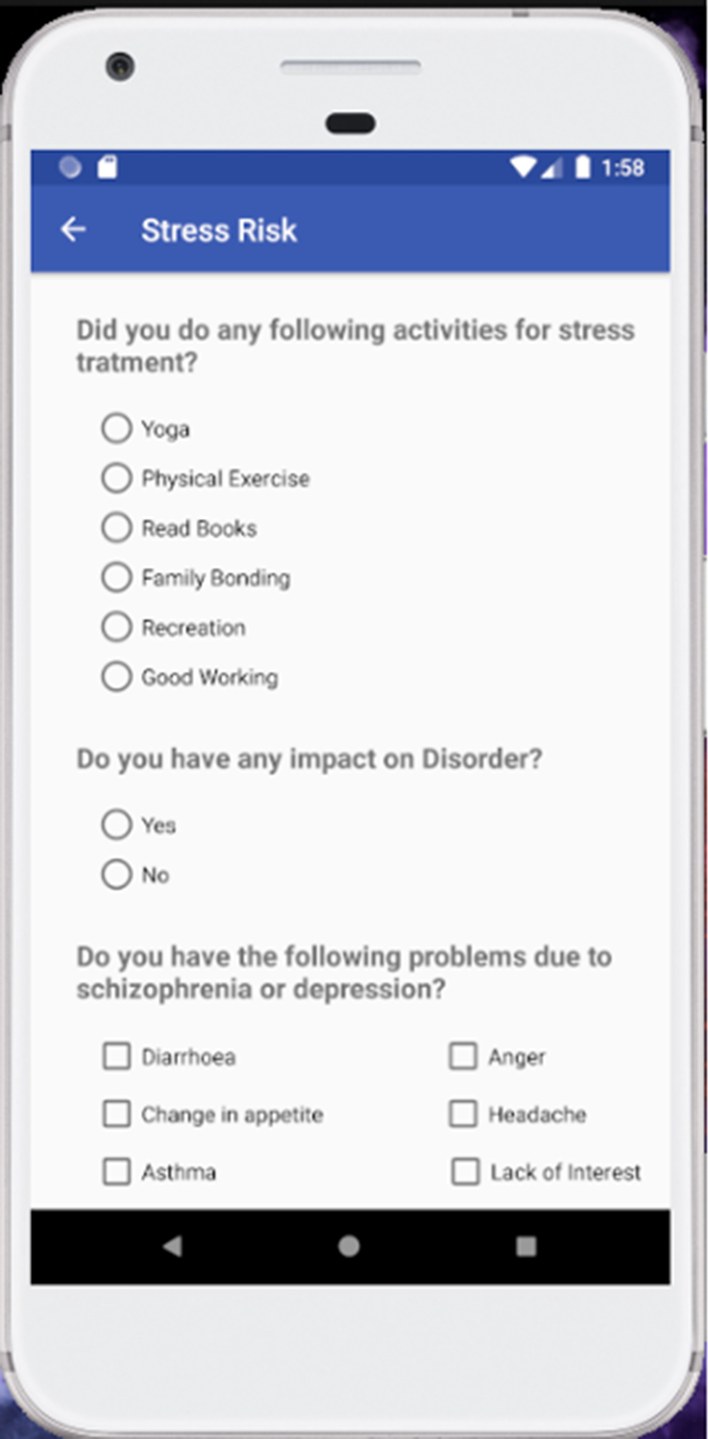 1:58
Stress Risk
Did you do any following activities for stress
tratment?
Yoga
Physical Exercise
Read Books
Family Bonding
Recreation
Good Working
Do you have any impact on Disorder?
Yes
No
Do you have the following problems due to
schizophrenia or depression?
Diarrhoea
Anger
Change in appetite
Headache
Asthma
Lack of Interest